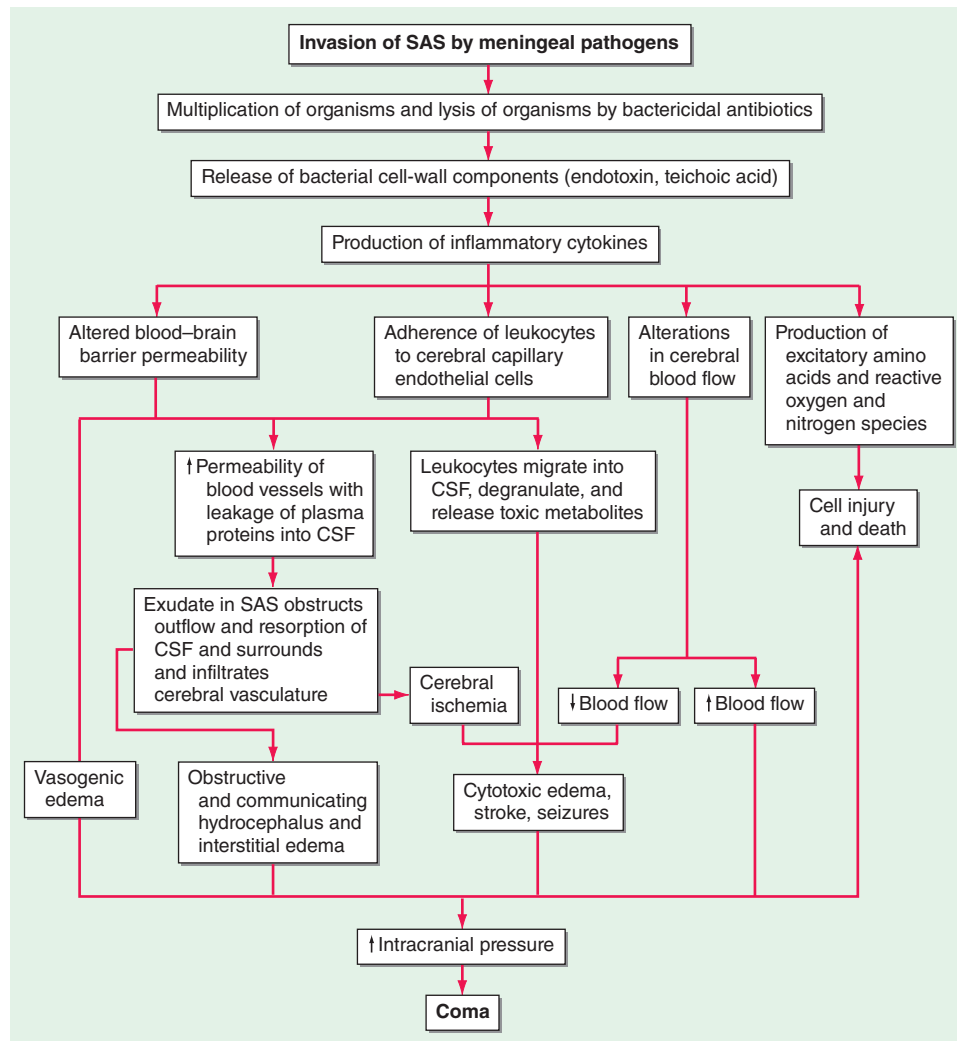 Invasion of SAS by meningeal pathogens
Multiplication of organisms and lysis of organisms by bactericidal antibiotics
Release of bacterial cell-wall components (endotoxin, teichoic acid)
Production of inflammatory cytokines
Altered blood–brain
barrier permeability
Adherence of leukocytes
to cerebral capillary
endothelial cells
Alterations
in cerebral
blood flow
Production of
excitatory amino
acids and reactive
oxygen and
nitrogen species
↑Permeability of
blood vessels with
leakage of plasma
proteins into CSF
Leukocytes migrate into
CSF, degranulate, and
release toxic metabolites
Cell injury
and death
Exudate in SAS obstructs
outflow and resorption of
CSF and surrounds
and infiltrates
cerebral vasculature
Cerebral
ischemia
↓Blood flow
↑Blood flow
Vasogenic
edema
Obstructive
and communicating
hydrocephalus and
interstitial edema
Cytotoxic edema,
stroke, seizures
↑Intracranial pressure
Coma